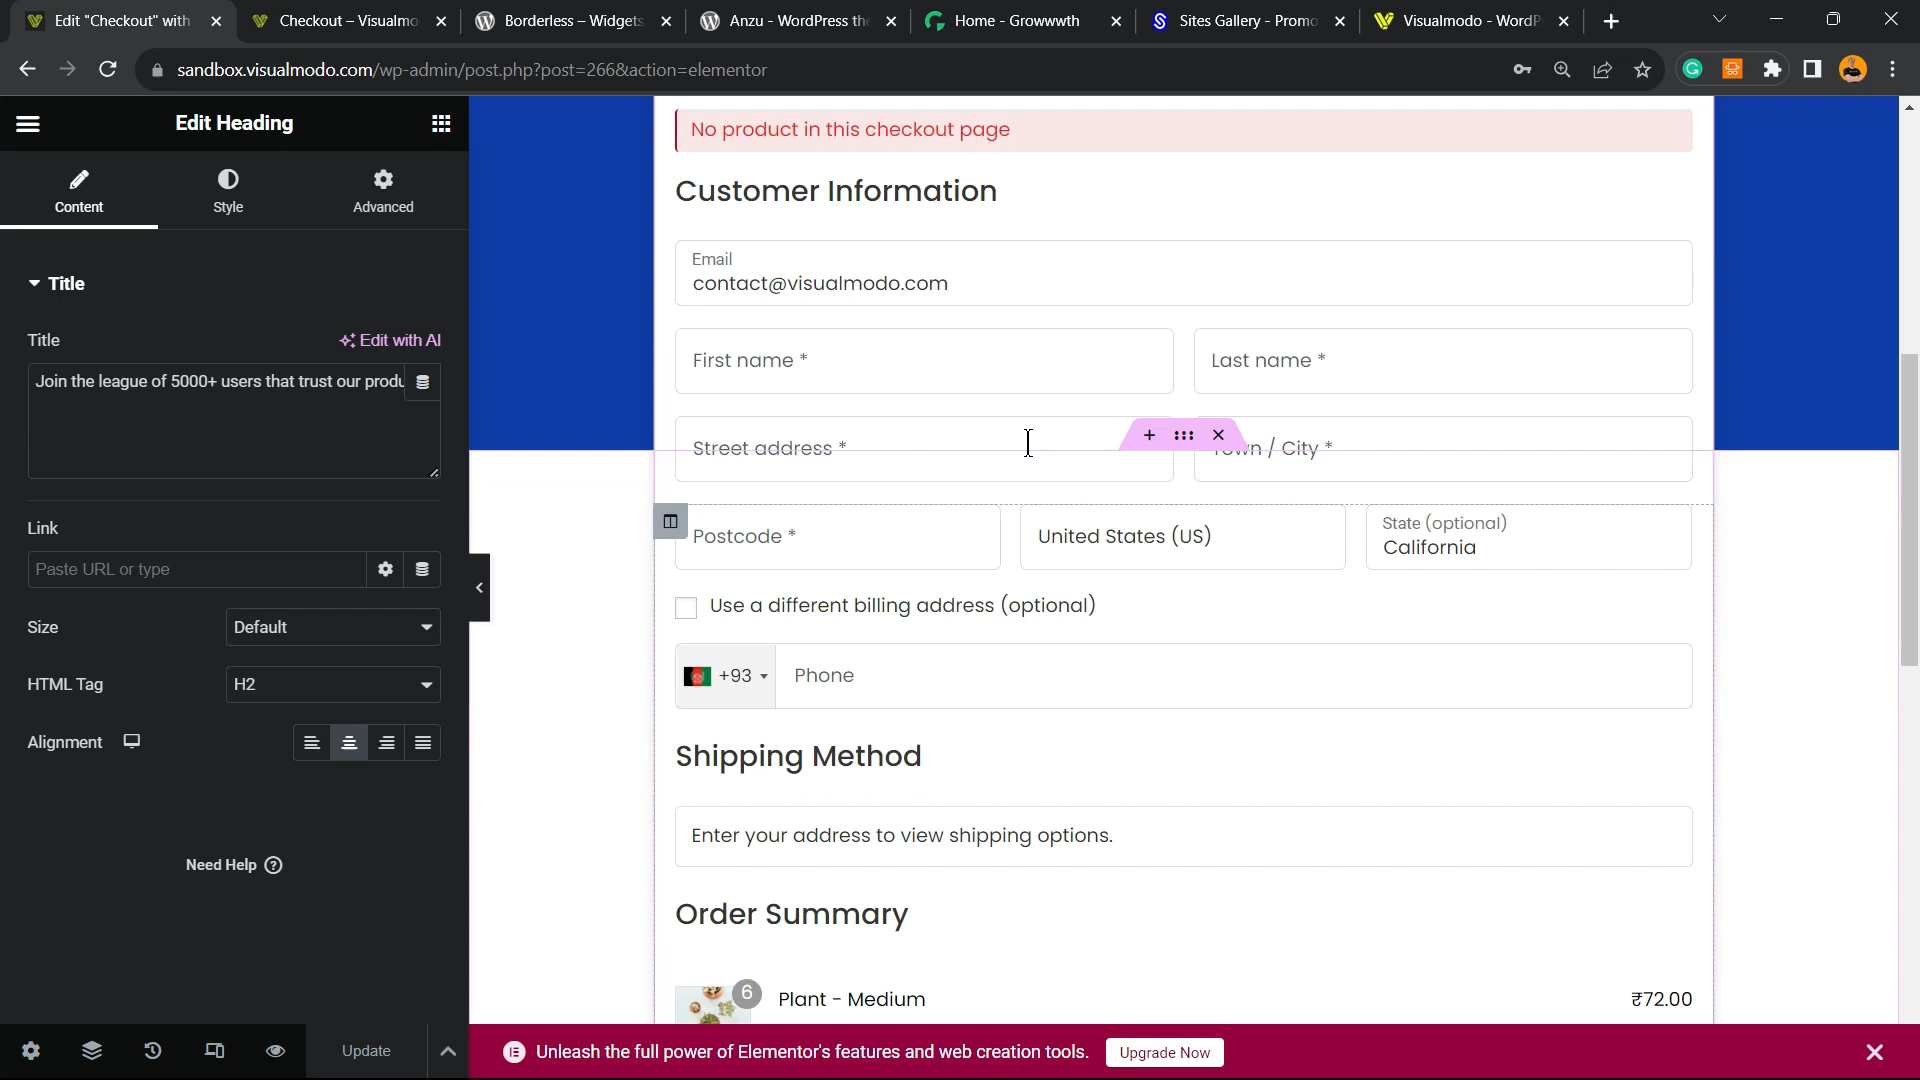 Edit "Checkout" with
Checkout – Visualmo
Borderless – Widgets
Anzu - WordPress the
Home - Growwwth
Sites Gallery - Promo
Visualmodo - WordP
sandbox.visualmodo.com/wp-admin/post.php?post=266&action=elementor
Edit Heading
Content
Style
Advanced
Title
Title
Edit with AI
Join the league of 5000+ users that trust our produ
Link
Paste URL or type
Size
Default
HTML Tag
H2
Alignment
Need Help
Update
No product in this checkout page
Customer Information
Email
contact@visualmodo.com
First name *
Last name *
Street address *
Town / City *
Postcode *
United States (US)
State (optional)
California
Use a different billing address (optional)
+93
Phone
Shipping Method
Enter your address to view shipping options.
Order Summary
6
Plant - Medium
₹72.00
Unleash the full power of Elementor's features and web creation tools.
Upgrade Now